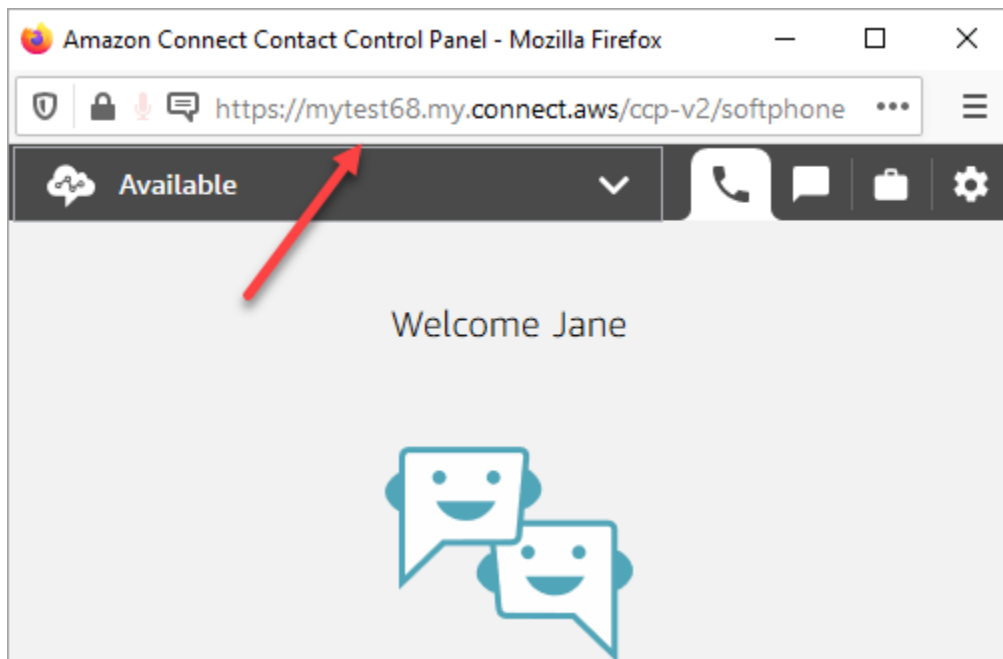 Amazon Connect Contact Control Panel - Mozilla Firefox
https://mytest68.my.connect.aws/ccp-v2/softphone
Available
Welcome Jane